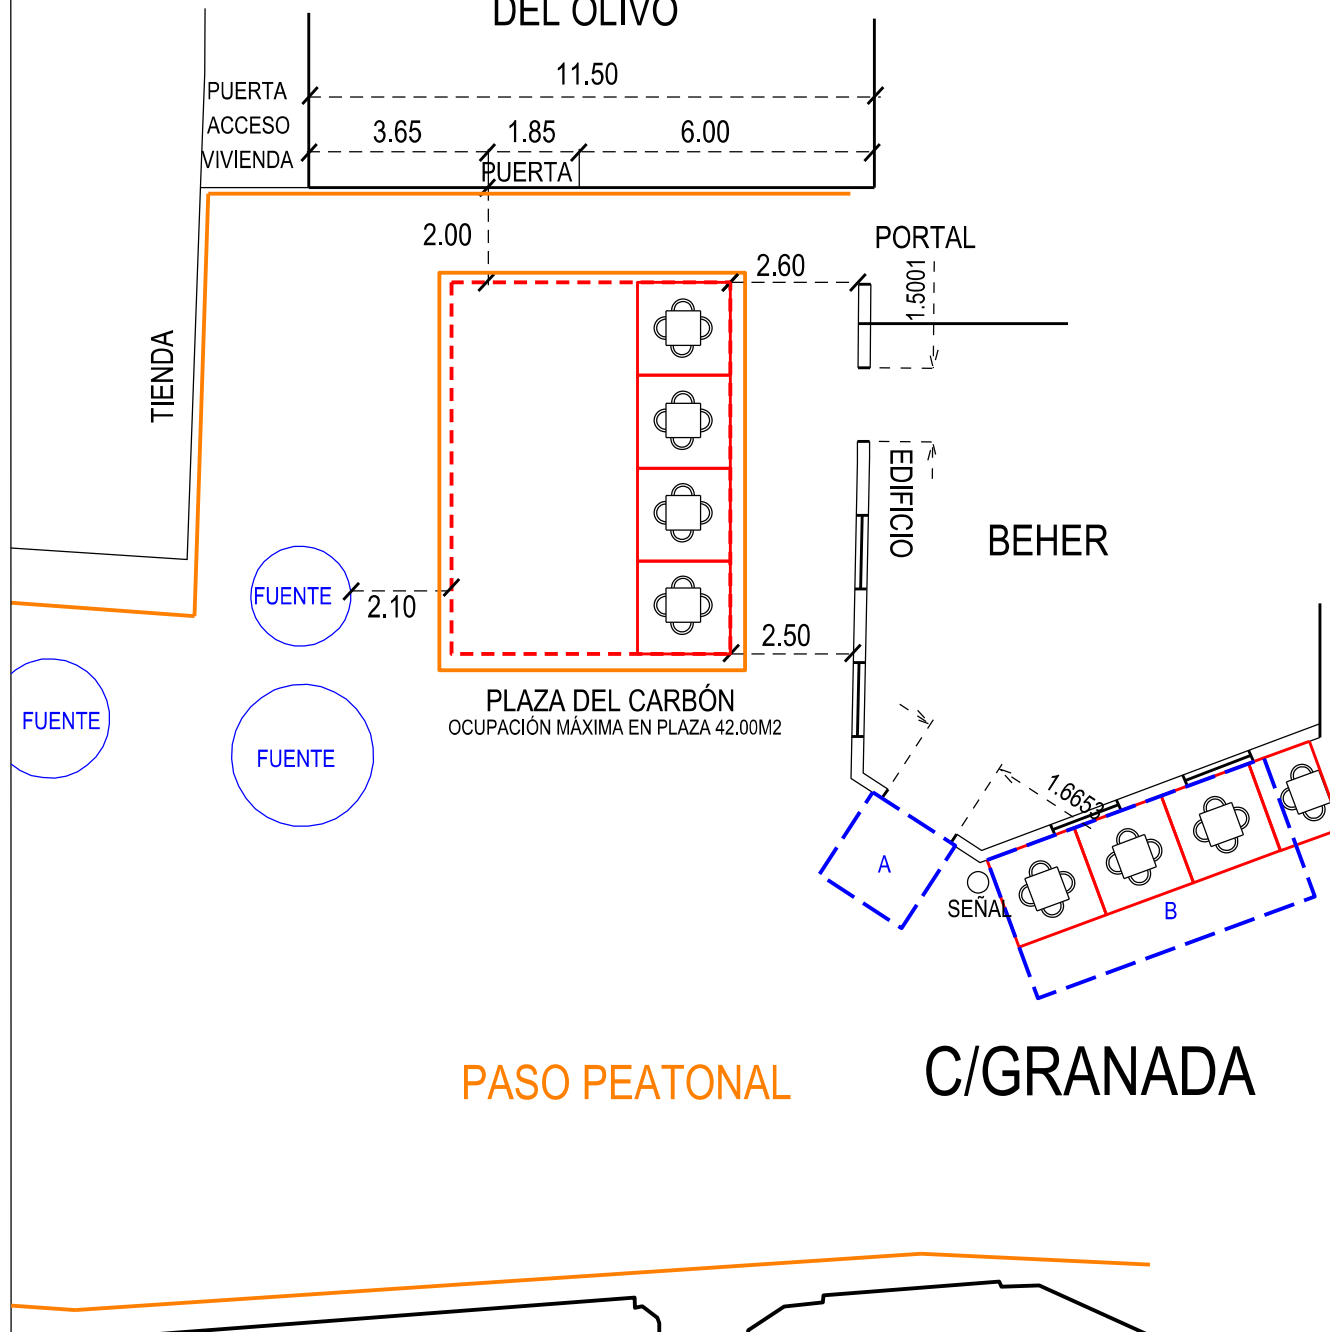 DEL OLIVO
11.50
PUERTA
ACCESO
VIVIENDA
3.65
1.85
6.00
PUERTA
2.00
PORTAL
2.60
1.5001
TIENDA
EDIFICIO
BEHER
FUENTE
2.10
2.50
PLAZA DEL CARBÓN
OCUPACIÓN MÁXIMA EN PLAZA 42.00M2
FUENTE
FUENTE
1.6653
A
SEÑAL
B
C/GRANADA
PASO PEATONAL